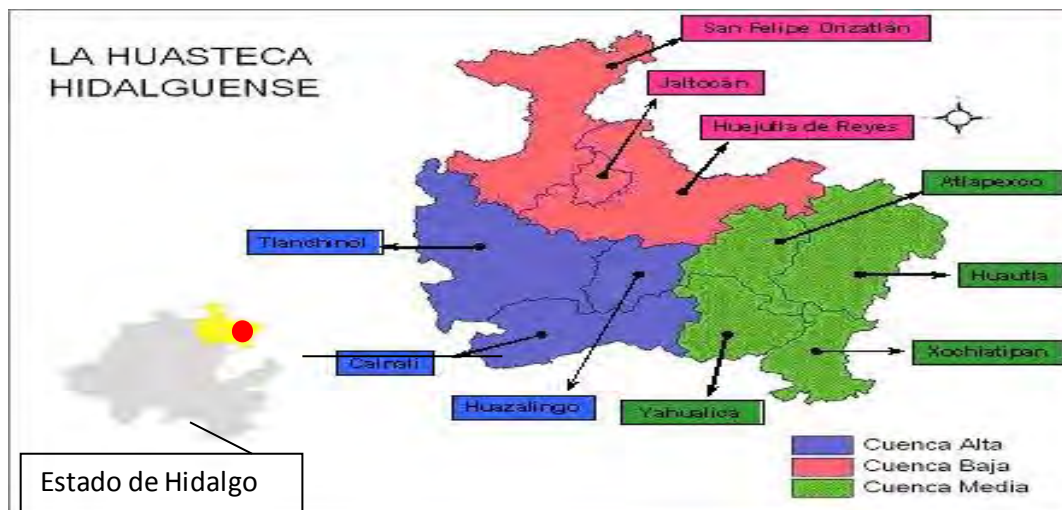 LA HUASTECA
HIDALGUENSE
San Felipe Orizatlán
Jaltocán
Huejutla de Reyes
Atlapexco
Tlanchinol
Huautla
Calnali
Xochiatipan
Huazalingo
Yahualica
Cuenca Alta
Cuenca Baja
Cuenca Media
Estado de Hidalgo